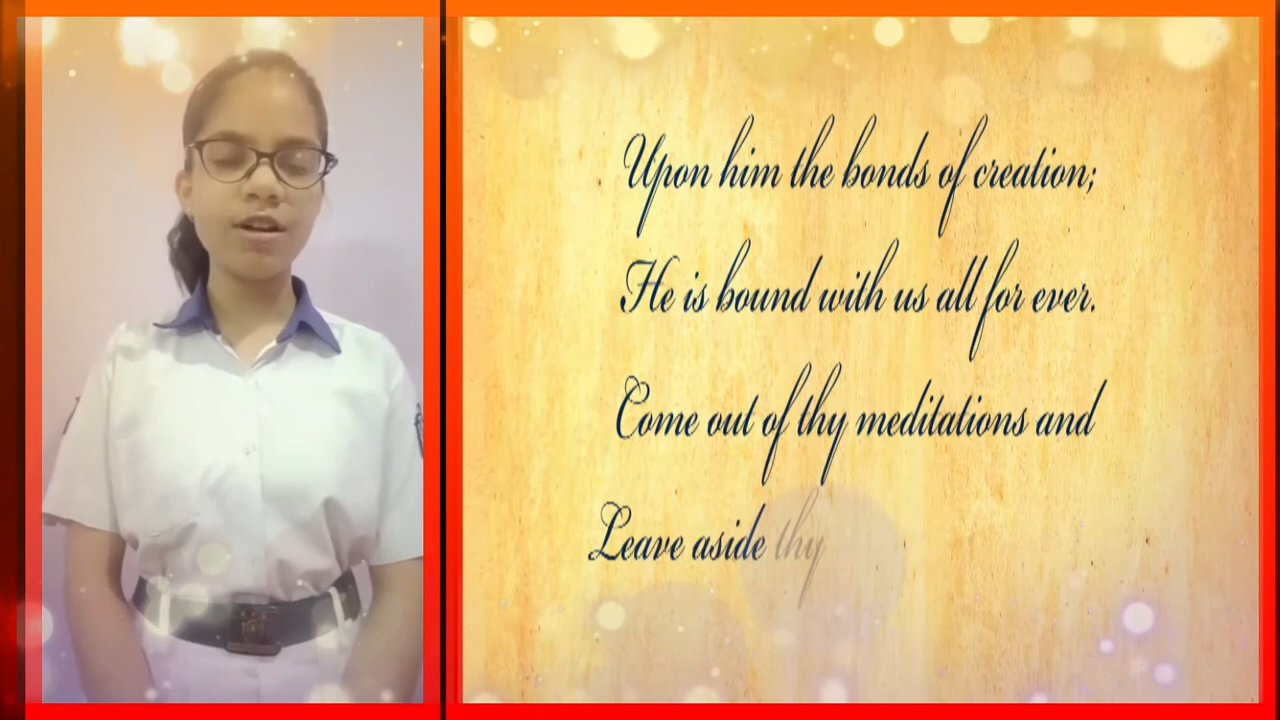 Upon him the bonds of creation;
He is bound with us all for ever.
Come out of thy meditations and
Leave aside thy